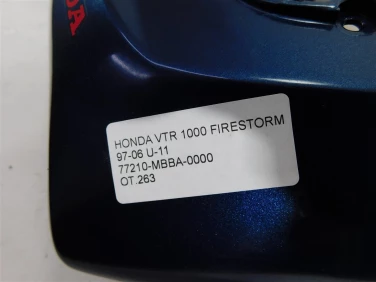 HONDA VTR 1000 FIRESTORM
97-06 U-11
77210-MBBA-0000
OT.263